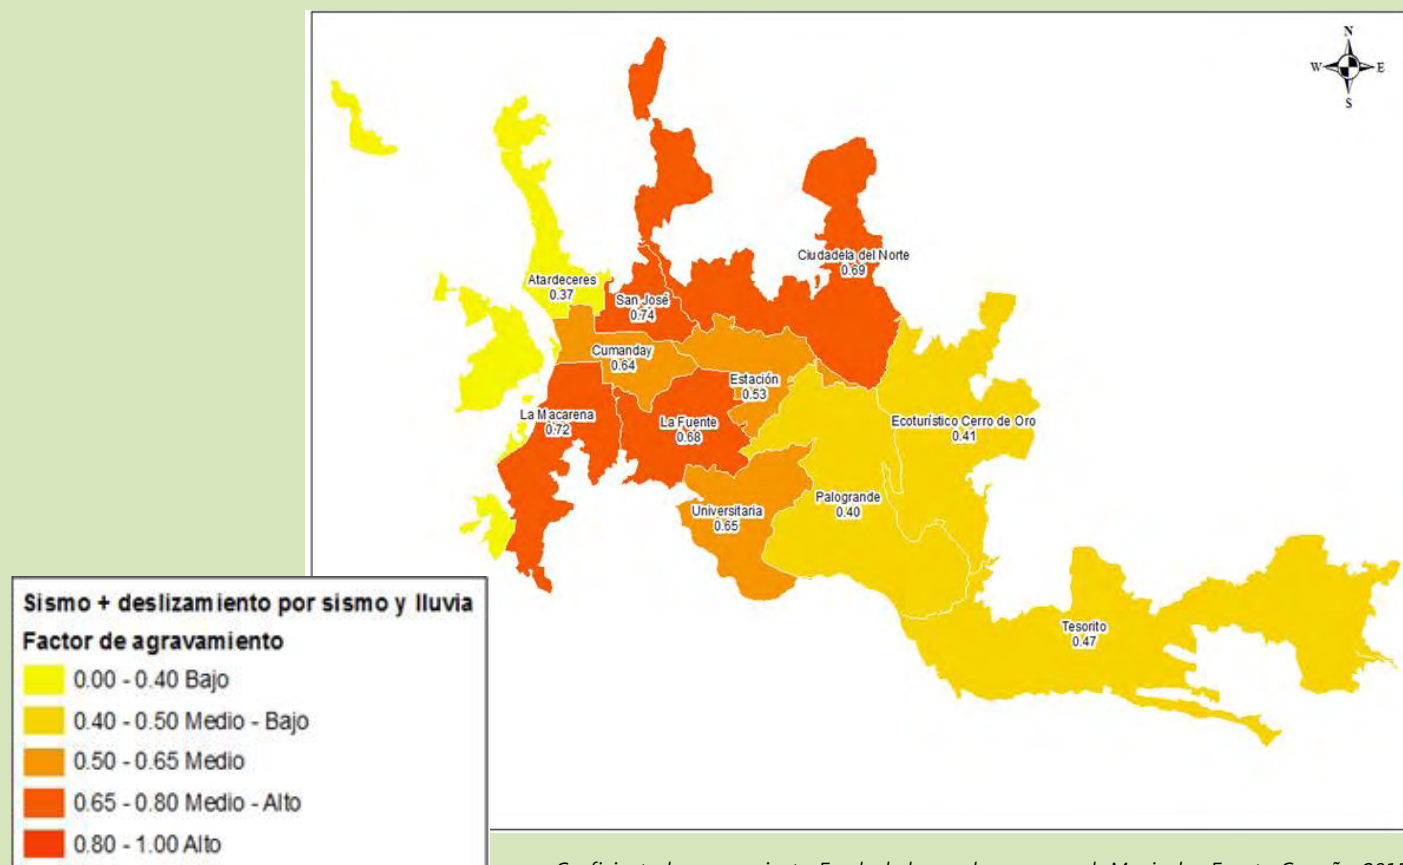 N
W E
S
Ciudadela del Norte
0.69
Atardeceres
0.37
San José
0.74
Cumanday
0.64
Estación
0.53
La Macarena
0.72
La Fuente
0.68
Ecoturístico Cerro de Oro
0.41
Universitaria
0.65
Palogrande
0.40
Tesorito
0.47
Sismo + deslizamiento por sismo y lluvia
Factor de agravamiento
0.00 - 0.40 Bajo
0.40 - 0.50 Medio - Bajo
0.50 - 0.65 Medio
0.65 - 0.80 Medio - Alto
0.80 - 1.00 Alto